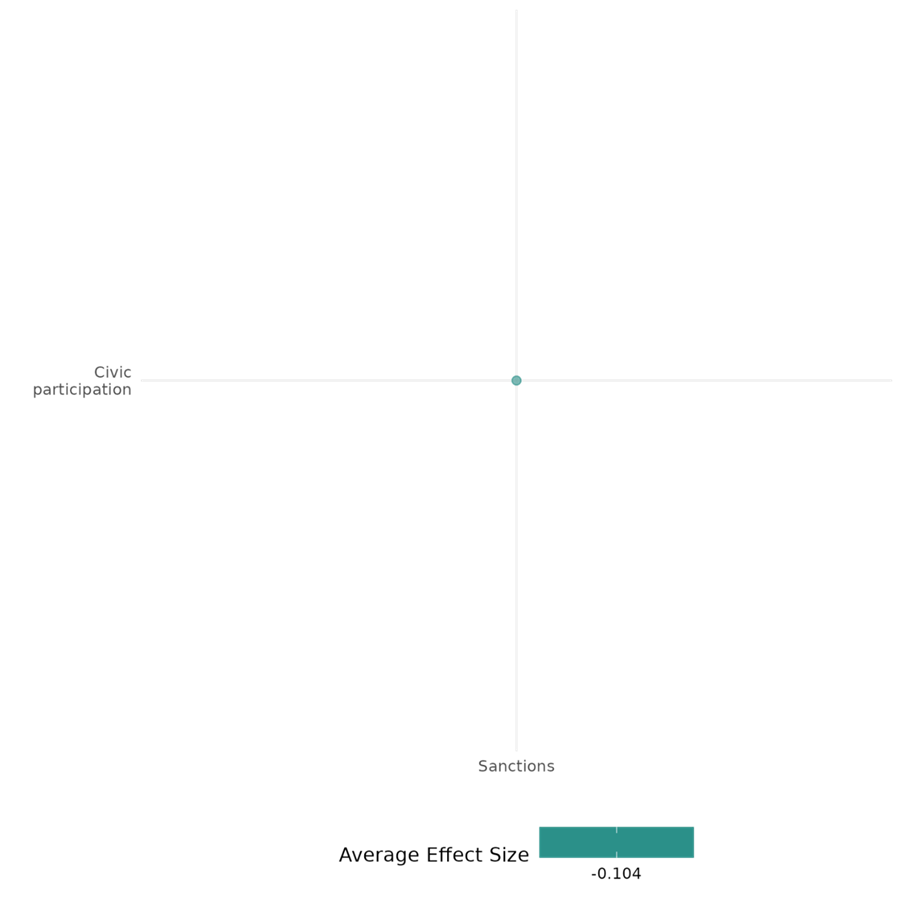 Civic
participation
Sanctions
Average Effect Size
-0.104